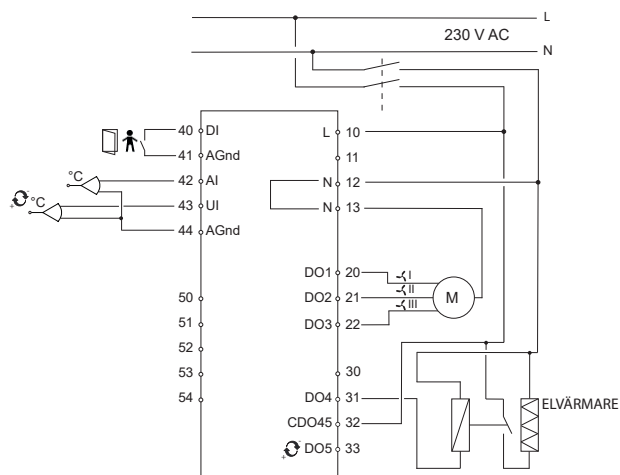 L
230 V AC
N
40 DI
L 10
41 AGnd
11
°C
42 AI
N 12
°C
43 UI
N 13
44 AGnd
DO1 20
I
50
DO2 21
II
M
51
DO3 22
III
52
53
30
54
DO4 31
ELVÄRMARE
CDO45 32
DO5 33